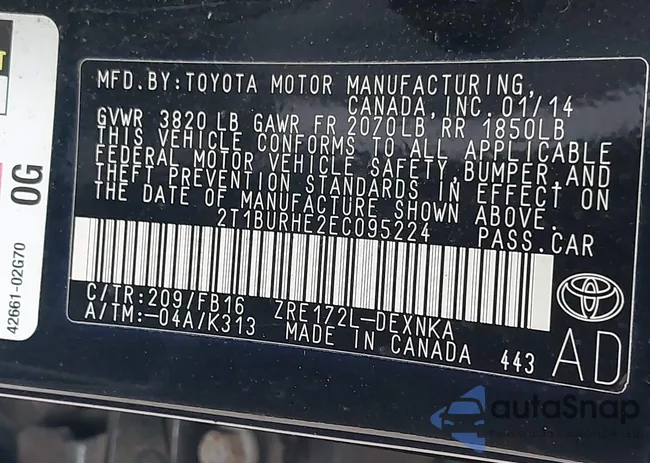 MFD.BY:TOYOTA MOTOR MANUFACTURING,
CANADA, INC. 01/14
GVWR 3820 LB GAWR FR 2070LB RR 1850LB
THIS VEHICLE CONFORMS TO ALL APPLICABLE
FEDERAL MOTOR VEHICLE SAFETY,BUMPER,AND
THEFT PREVENTION STANDARDS IN EFFECT ON
THE DATE OF MANUFACTURE SHOWN ABOVE.
2T1BURHE2EC095224 PASS.CAR
C/TR:209/FB16 ZRE172L-DEXNKA
A/TM:-04A/K313 MADE IN CANADA 443
AD
0G
42661-02G70
autoSnap